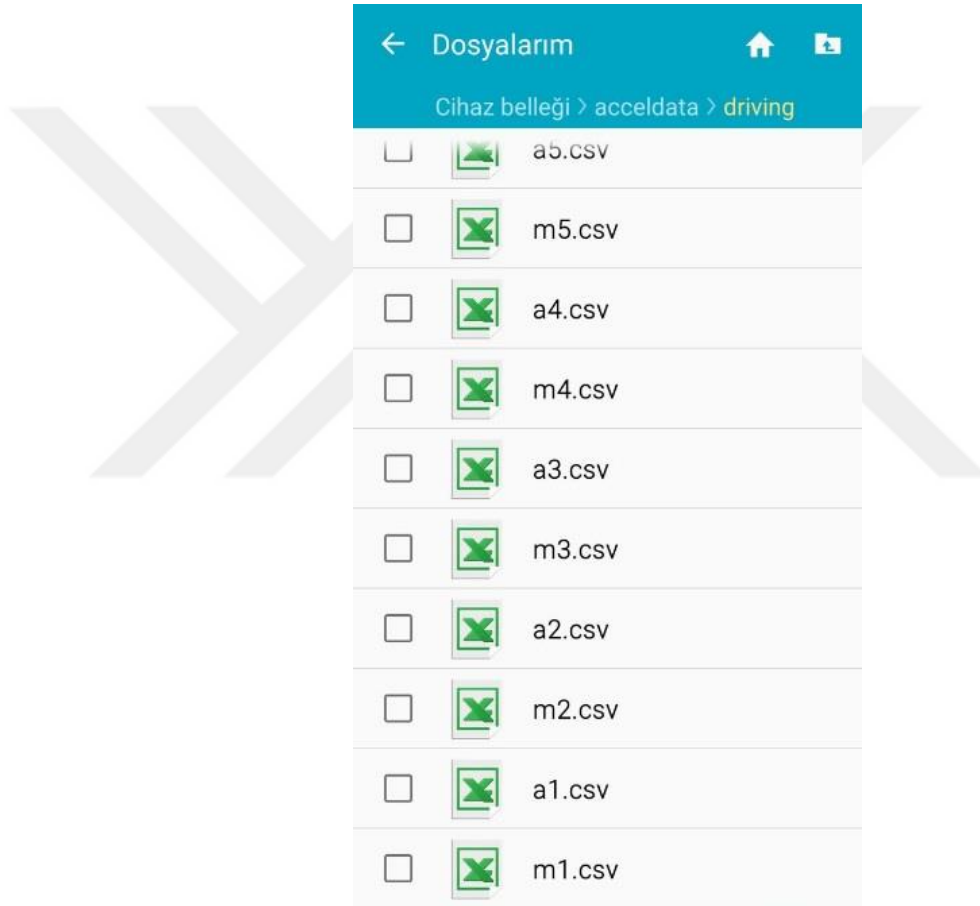 Dosyalarım
Cihaz belleği > acceldata > driving
a5.csv
m5.csv
a4.csv
m4.csv
a3.csv
m3.csv
a2.csv
m2.csv
a1.csv
m1.csv